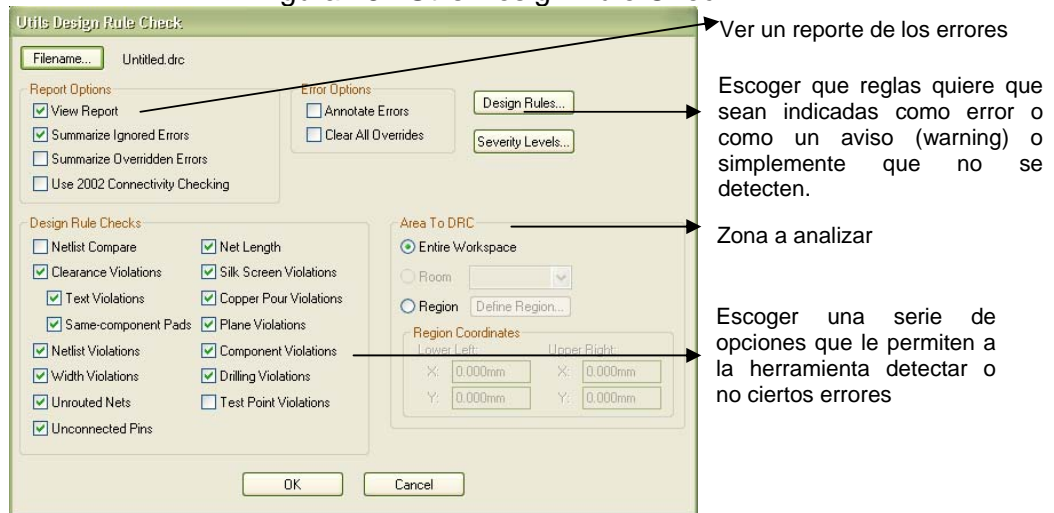 Utils Design Rule Check
Filename... Untitled.drc
Report Options
View Report
Summarize Ignored Errors
Summarize Overridden Errors
Use 2002 Connectivity Checking
Error Options
Annotate Errors
Clear All Overrides
Design Rules...
Severity Levels...
Design Rule Checks
Netlist Compare
Clearance Violations
Text Violations
Same-component Pads
Netlist Violations
Width Violations
Unrouted Nets
Unconnected Pins
Net Length
Silk Screen Violations
Copper Pour Violations
Plane Violations
Component Violations
Drilling Violations
Test Point Violations
Area To DRC
Entire Workspace
Room
Region Define Region...
Region Coordinates
Lower Left: Upper Right:
X: 0.000mm X: 0.000mm
Y: 0.000mm Y: 0.000mm
OK Cancel
Ver un reporte de los errores
Escoger que reglas quiere que
sean indicadas como error o
como un aviso (warning) o
simplemente que no se
detecten.
Zona a analizar
Escoger una serie de
opciones que le permiten a
la herramienta detectar o
no ciertos errores